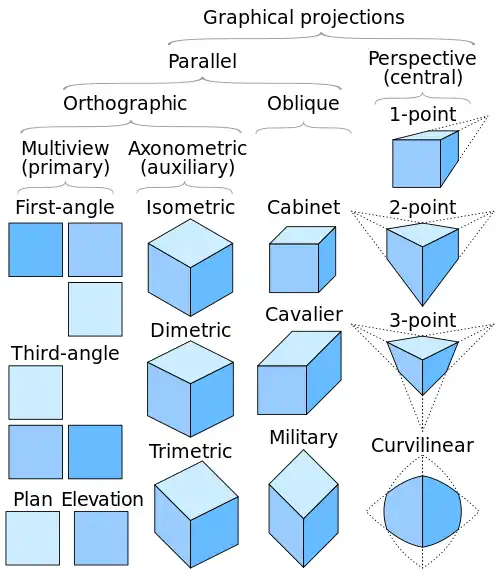 Graphical projections
Parallel
Perspective
(central)
Orthographic
Oblique
1-point
Multiview
(primary)
Axonometric
(auxiliary)
First-angle
Isometric
Cabinet
2-point
Third-angle
Dimetric
Cavalier
3-point
Plan
Elevation
Trimetric
Military
Curvilinear